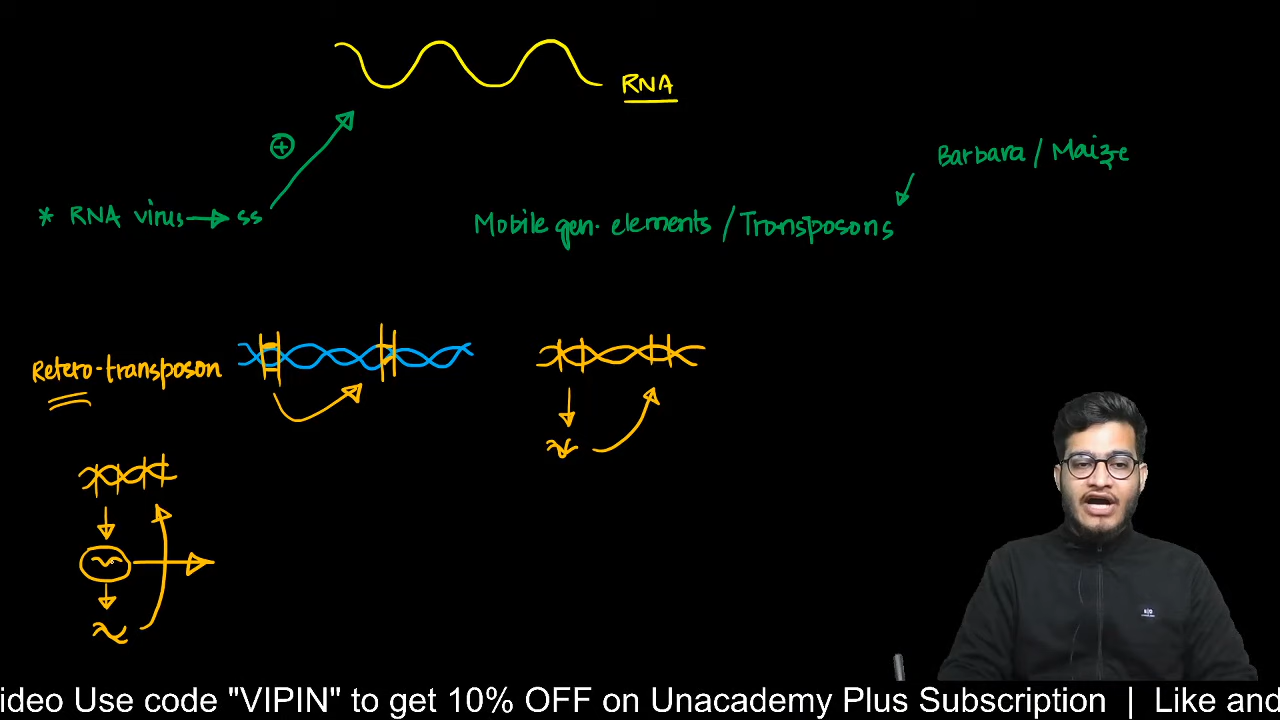 RNA
Barbara / Maize
* RNA virus → ss
⊕
Mobile gen. elements / Transposons
Retero-transposon
ideo Use code "VIPIN" to get 10% OFF on Unacademy Plus Subscription | Like and